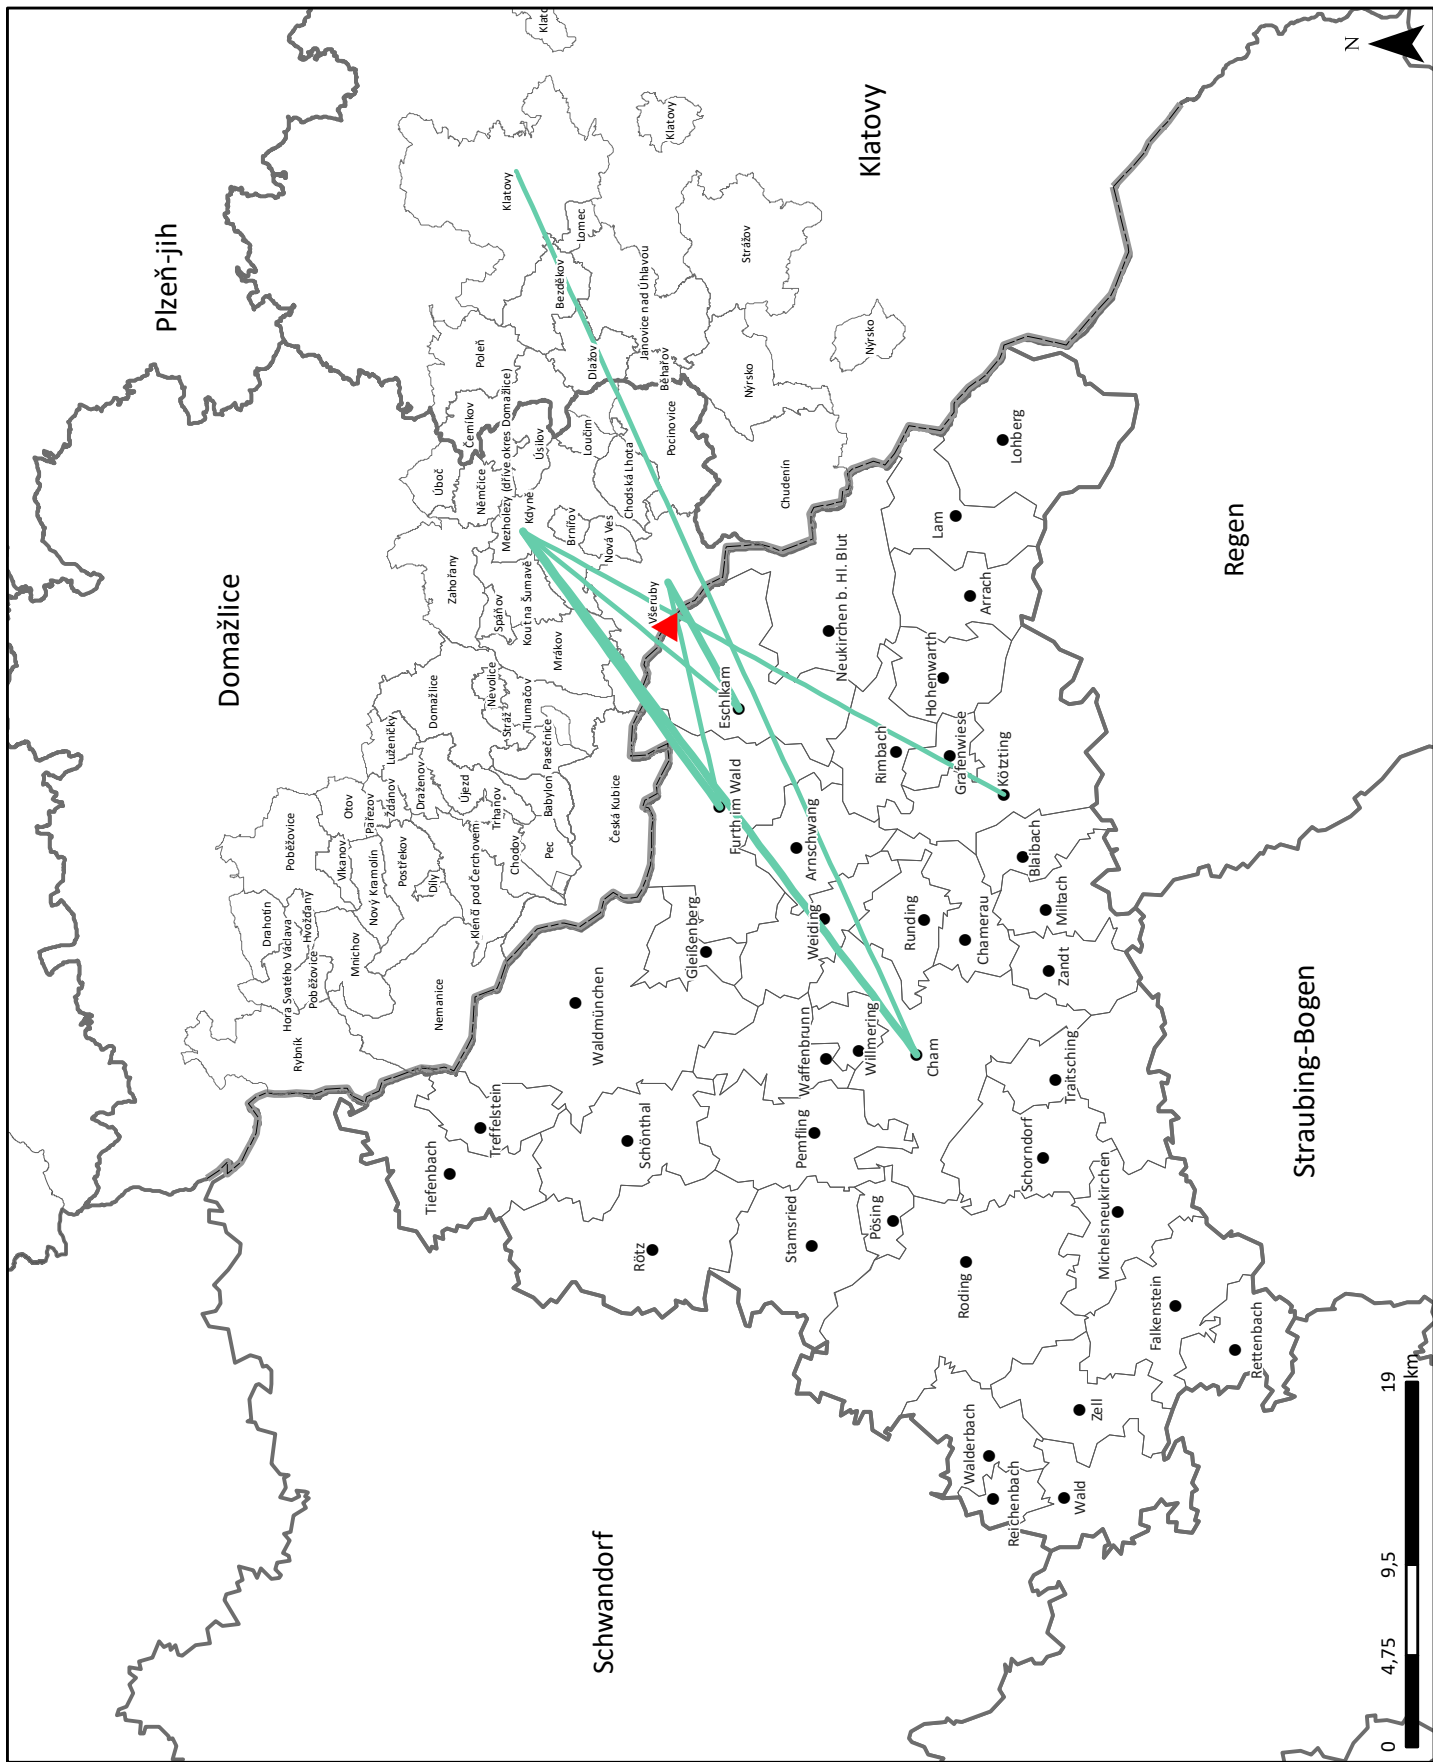 Plzeň-jih
Domažlice
Klatovy
Schwandorf
Straubing-Bogen
Regen
Klatovy
Klatovy
Lomec
Bezděkov
Janovice nad Úhlavou
Strážov
Poleň
Dlažov
Běhařov
Nýrsko
Nýrsko
Černíkov
Mezholezy (dříve okres Domažlice)
Úsilov
Loučim
Pocinovice
Úboč
Němčice
Kdyně
Chodská Lhota
Chudenín
Brnířov
Nová Ves
Zahořany
Spáňov
Kout na Šumavě
Všeruby
Mrákov
Domažlice
Nevolice
Stráž
Tlumačov
Luženičky
Pasečnice
Ždánov
Draženov
Újezd
Trhanov
Babylon
Česká Kubice
Otov
Pařezov
Poběžovice
Vlkanov
Nový Kramolín
Postřekov
Díly
Klenčí pod Čerchovem
Chodov
Pec
Drahotín
Hvožďany
Hora Svatého Václava
Poběžovice
Mnichov
Rybník
Nemanice
Lohberg
Lam
Arrach
Neukirchen b. Hl. Blut
Hohenwarth
Eschlkam
Rimbach
Grafenwiese
Kötzting
Furth im Wald
Arnschwang
Blaibach
Miltach
Weiding
Runding
Chamerau
Zandt
Gleißenberg
Waldmünchen
Waffenbrunn
Willmering
Cham
Traitsching
Treffelstein
Tiefenbach
Schönthal
Pemfling
Schorndorf
Michelsneukirchen
Rötz
Stamsried
Pösing
Roding
Falkenstein
Rettenbach
Zell
Walderbach
Reichenbach
Wald
N
0 4,75 9,5 19
km